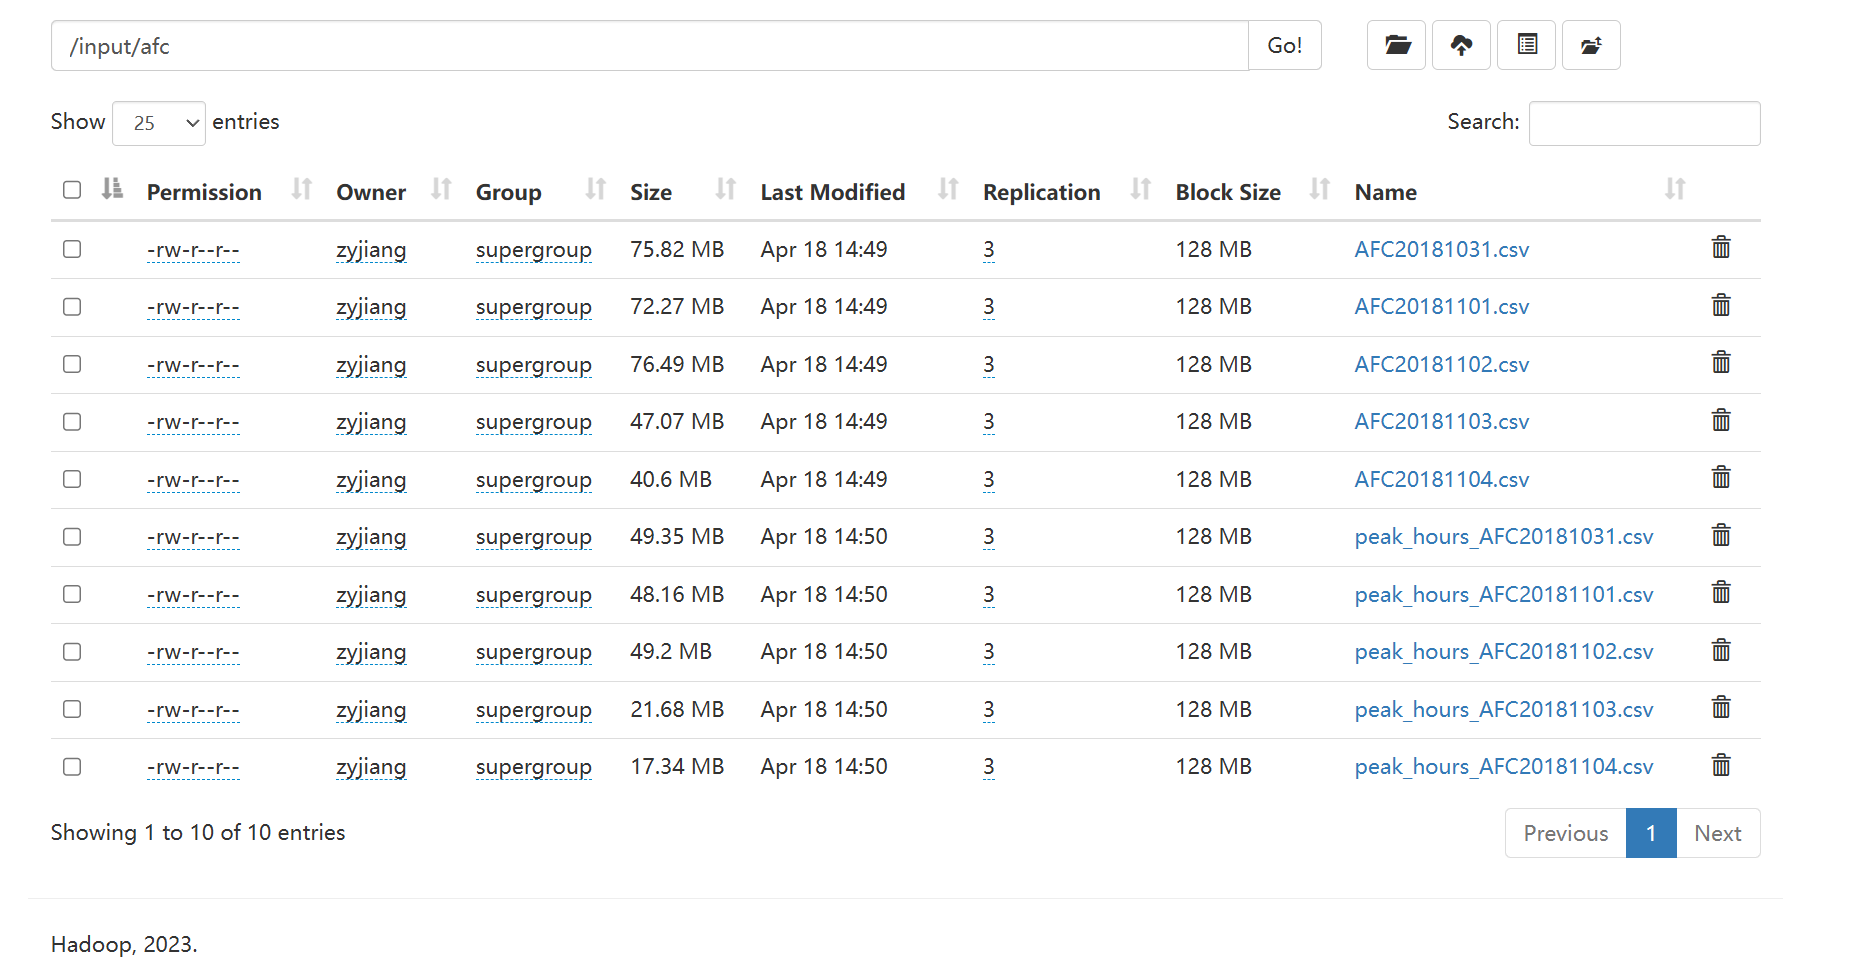 /input/afc Go!
Show 25 entries Search:
Permission Owner Group Size Last Modified Replication Block Size Name
-rw-r--r-- zyjiang supergroup 75.82 MB Apr 18 14:49 3 128 MB AFC20181031.csv
-rw-r--r-- zyjiang supergroup 72.27 MB Apr 18 14:49 3 128 MB AFC20181101.csv
-rw-r--r-- zyjiang supergroup 76.49 MB Apr 18 14:49 3 128 MB AFC20181102.csv
-rw-r--r-- zyjiang supergroup 47.07 MB Apr 18 14:49 3 128 MB AFC20181103.csv
-rw-r--r-- zyjiang supergroup 40.6 MB Apr 18 14:49 3 128 MB AFC20181104.csv
-rw-r--r-- zyjiang supergroup 49.35 MB Apr 18 14:50 3 128 MB peak_hours_AFC20181031.csv
-rw-r--r-- zyjiang supergroup 48.16 MB Apr 18 14:50 3 128 MB peak_hours_AFC20181101.csv
-rw-r--r-- zyjiang supergroup 49.2 MB Apr 18 14:50 3 128 MB peak_hours_AFC20181102.csv
-rw-r--r-- zyjiang supergroup 21.68 MB Apr 18 14:50 3 128 MB peak_hours_AFC20181103.csv
-rw-r--r-- zyjiang supergroup 17.34 MB Apr 18 14:50 3 128 MB peak_hours_AFC20181104.csv
Showing 1 to 10 of 10 entries Previous 1 Next
Hadoop, 2023.